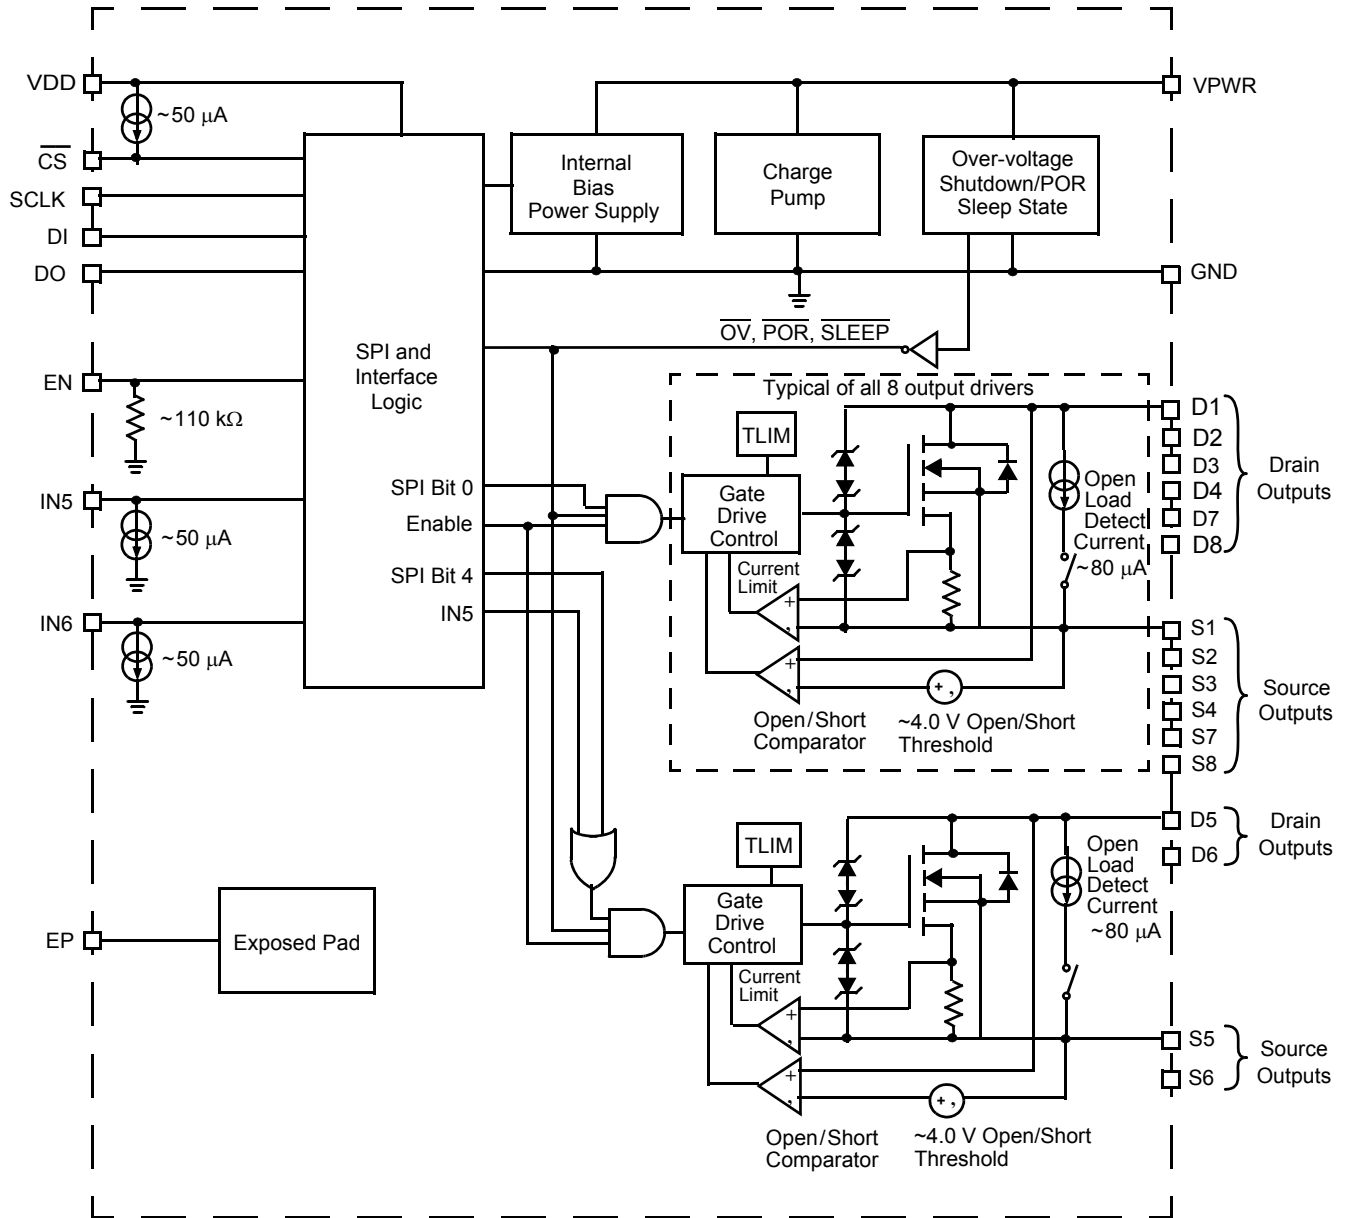 VDD
~50 μA
CS
SCLK
DI
DO
EN
~110 kΩ
IN5
~50 μA
IN6
~50 μA
EP
Exposed Pad
SPI and
Interface
Logic
SPI Bit 0
Enable
SPI Bit 4
IN5
Internal
Bias
Power Supply
Charge
Pump
Over-voltage
Shutdown/POR
Sleep State
VPWR
GND
OV, POR, SLEEP
Typical of all 8 output drivers
TLIM
Gate
Drive
Control
Current
Limit
+
,
+
,
Open/Short
Comparator
+ ,
~4.0 V Open/Short
Threshold
Open
Load
Detect
Current
~80 μA
D1
D2
D3
D4
D7
D8
Drain
Outputs
S1
S2
S3
S4
S7
S8
Source
Outputs
TLIM
Gate
Drive
Control
Current
Limit
+
,
+
,
Open/Short
Comparator
+ ,
~4.0 V Open/Short
Threshold
Open
Load
Detect
Current
~80 μA
D5
D6
Drain
Outputs
S5
S6
Source
Outputs